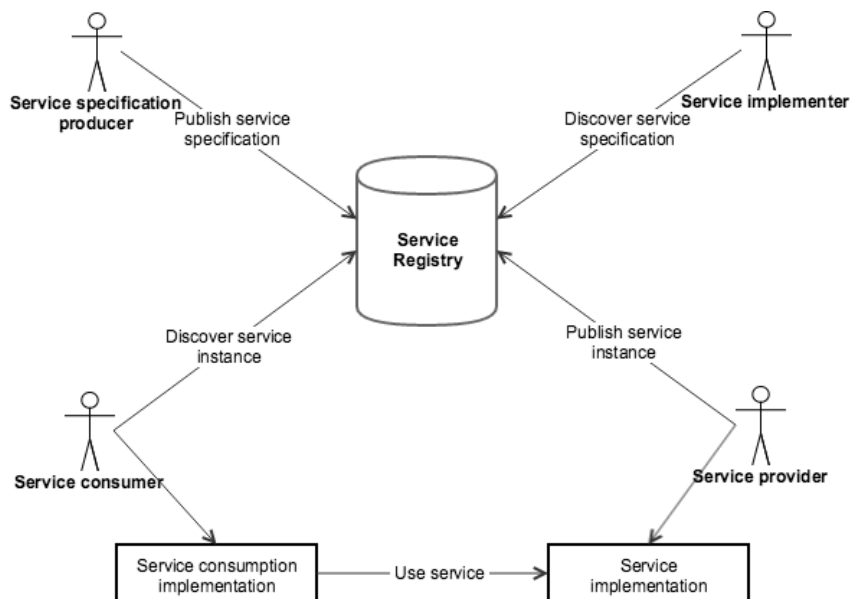 Service specification
producer
Service implementer
Publish service
specification
Discover service
specification
Service
Registry
Discover service
instance
Publish service
instance
Service consumer
Service provider
Service consumption
implementation
Use service
Service
implementation